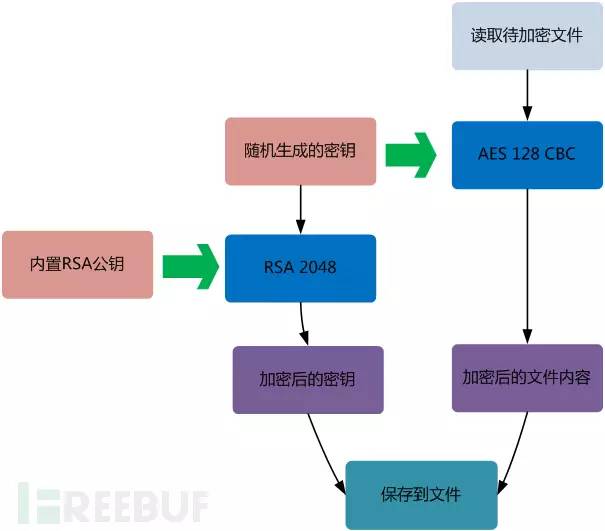 读取待加密文件
随机生成的密钥
AES 128 CBC
内置RSA公钥
RSA 2048
加密后的密钥
加密后的文件内容
保存到文件
FREEBUF